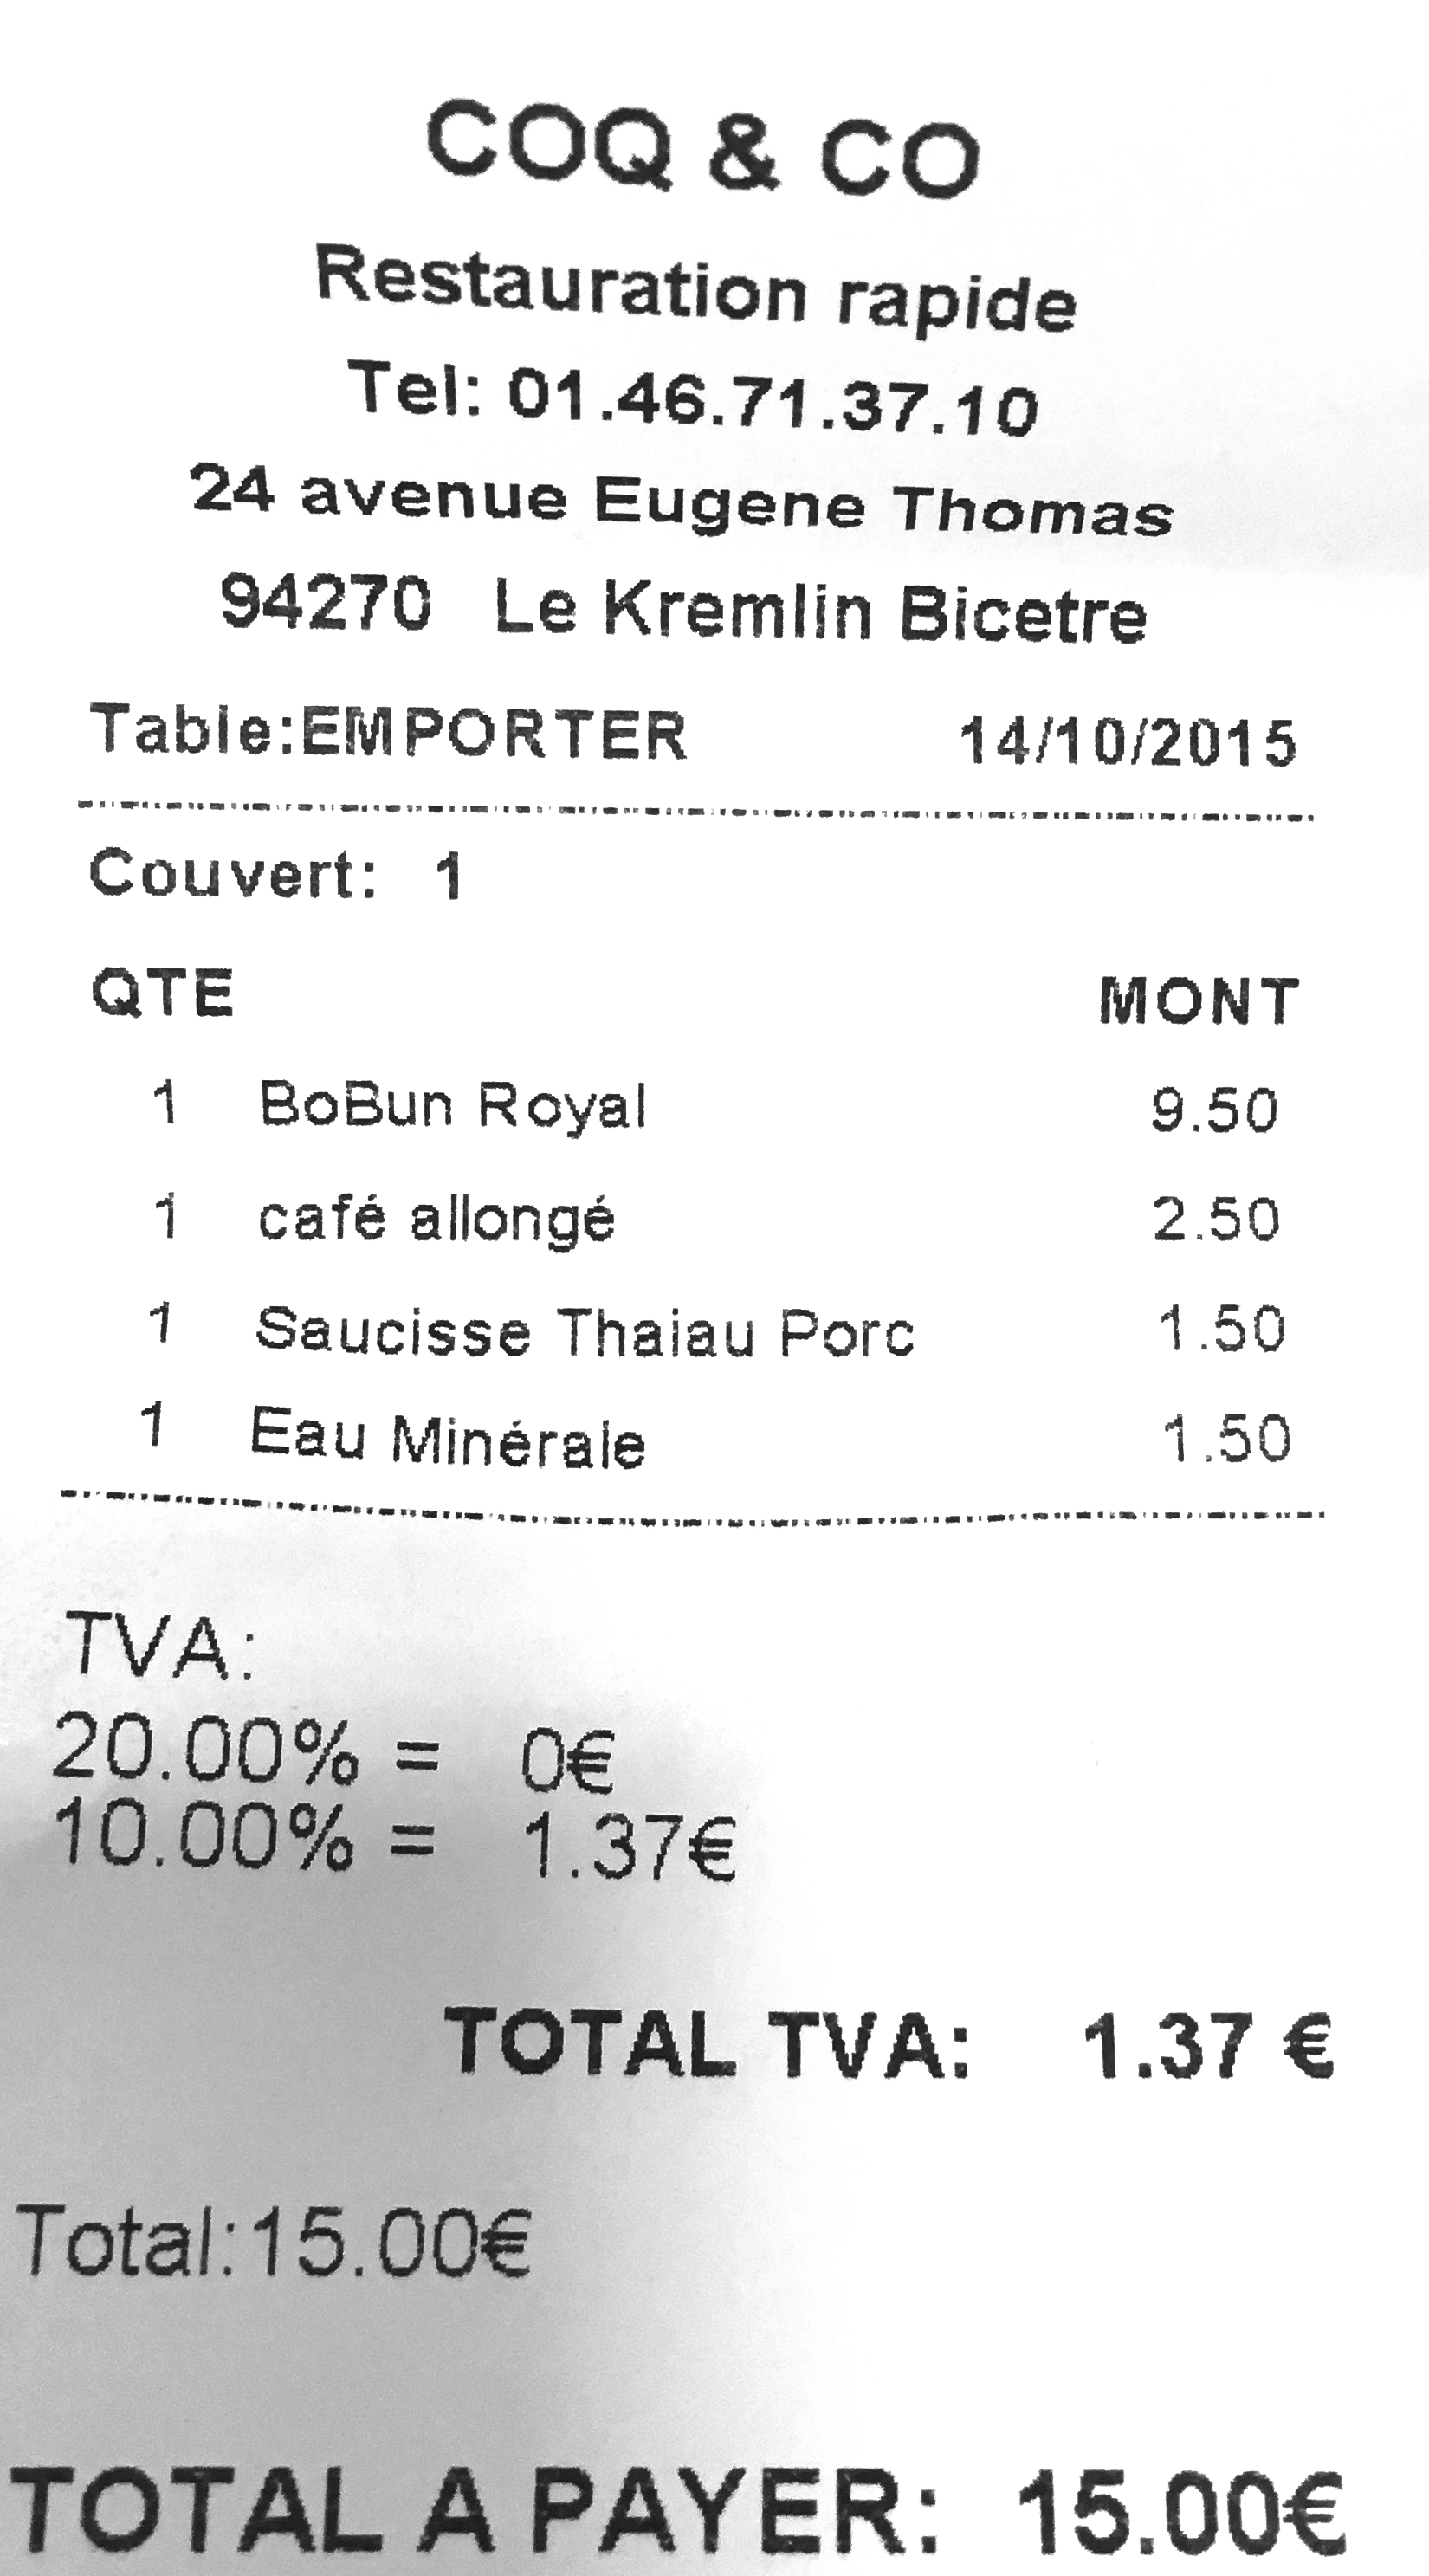 COQ & CO
Restauration rapide
Tel: 01.46.71.37.10
24 avenue Eugene Thomas
94270 Le Kremlin Bicetre
Table:EMPORTER 14/10/2015
Couvert: 1
QTE MONT
1 BoBun Royal 9.50
1 café allongé 2.50
1 Saucisse Thaiau Porc 1.50
1 Eau Minérale 1.50
TVA:
20.00% = 0€
10.00% = 1.37€
TOTAL TVA: 1.37 €
Total:15.00€
TOTAL A PAYER: 15.00€